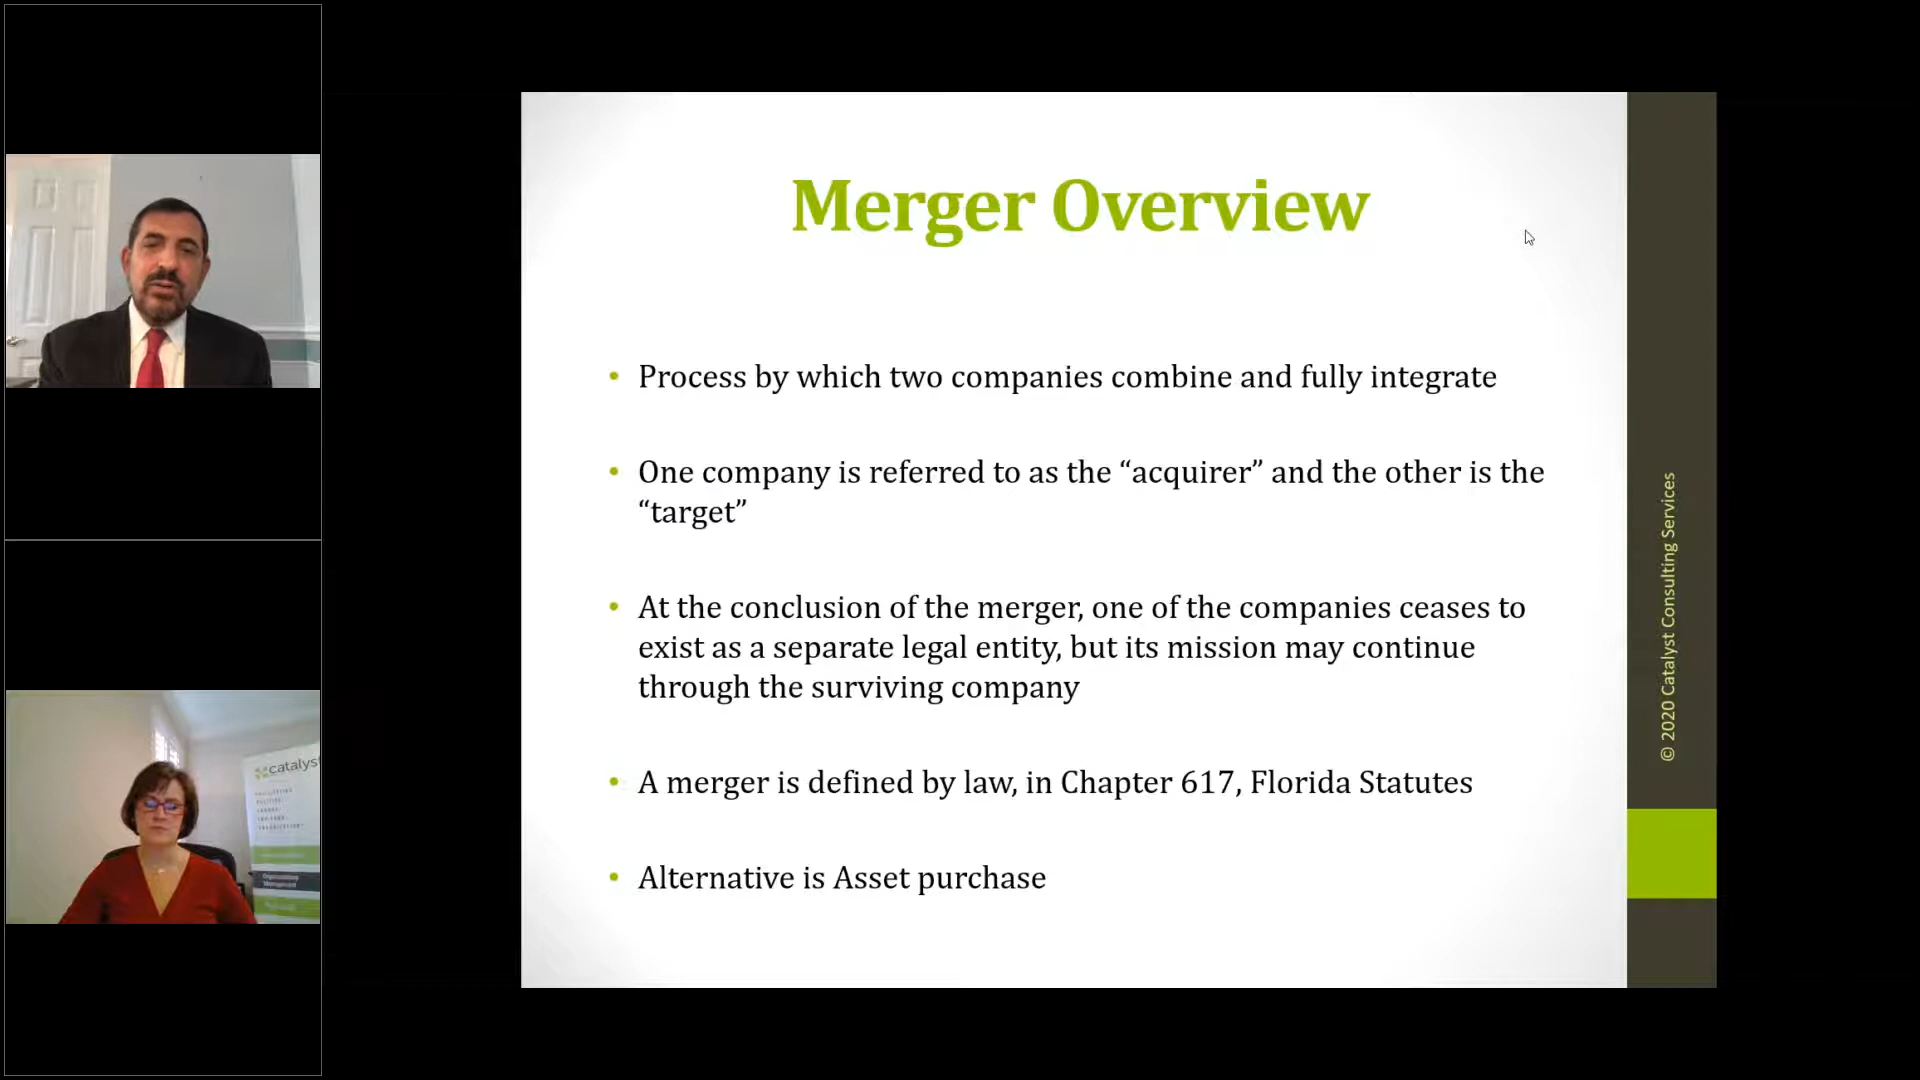 Merger Overview
• Process by which two companies combine and fully integrate
• One company is referred to as the “acquirer” and the other is the
“target”
• At the conclusion of the merger, one of the companies ceases to
exist as a separate legal entity, but its mission may continue
through the surviving company
• A merger is defined by law, in Chapter 617, Florida Statutes
• Alternative is Asset purchase
© 2020 Catalyst Consulting Services
catalyst